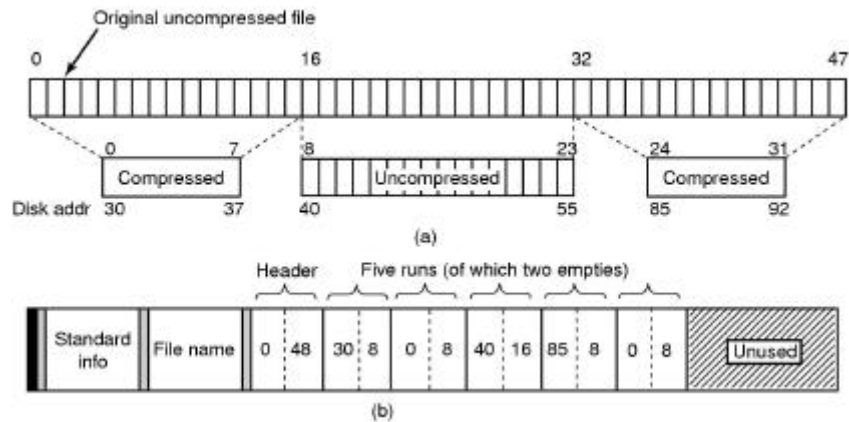 Original uncompressed file
0 16 32 47
0 7 8 23 24 31
Compressed Uncompressed Compressed
Disk addr 30 37 40 55 85 92
(a)
Header Five runs (of which two empties)
Standard info File name 0 48 30 8 0 8 40 16 85 8 0 8 Unused
(b)